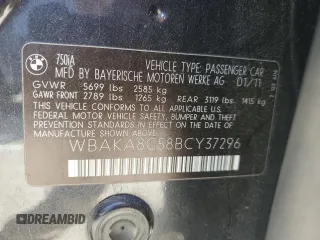 BMW
750iA
VEHICLE TYPE: PASSENGER CAR
MFD BY BAYERISCHE MOTOREN WERKE AG 01/11
GVWR 5699 lbs 2585 kg
GAWR FRONT 2789 lbs 1265 kg REAR 3119 lbs 1415 kg
THIS VEHICLE CONFORMS TO ALL APPLICABLE
FEDERAL MOTOR VEHICLE SAFETY, BUMPER, AND
THEFT PREVENTION STANDARDS IN EFFECT ON THE
DATE OF MANUFACTURE SHOWN ABOVE.
WBAKA8C58BCY37296
DREAMBID